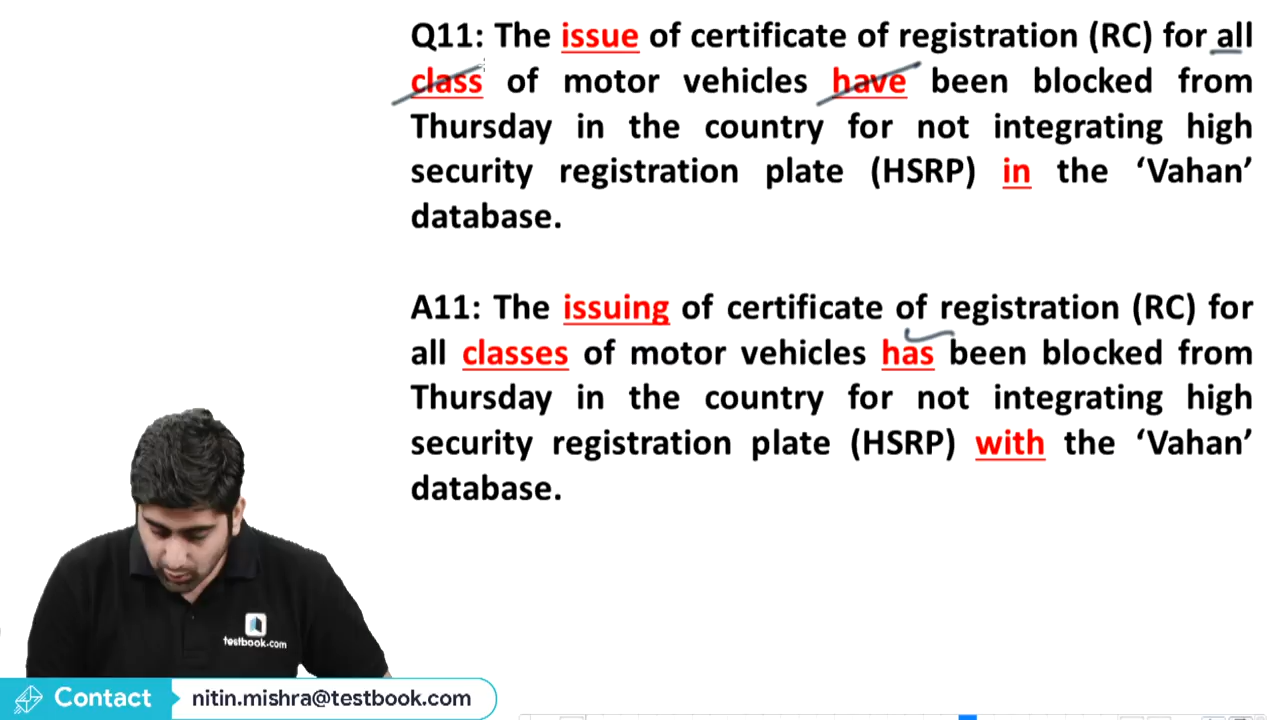 Q11: The issue of certificate of registration (RC) for all
class of motor vehicles have been blocked from
Thursday in the country for not integrating high
security registration plate (HSRP) in the ‘Vahan’
database.
A11: The issuing of certificate of registration (RC) for
all classes of motor vehicles has been blocked from
Thursday in the country for not integrating high
security registration plate (HSRP) with the ‘Vahan’
database.
testbook.com
Contact nitin.mishra@testbook.com